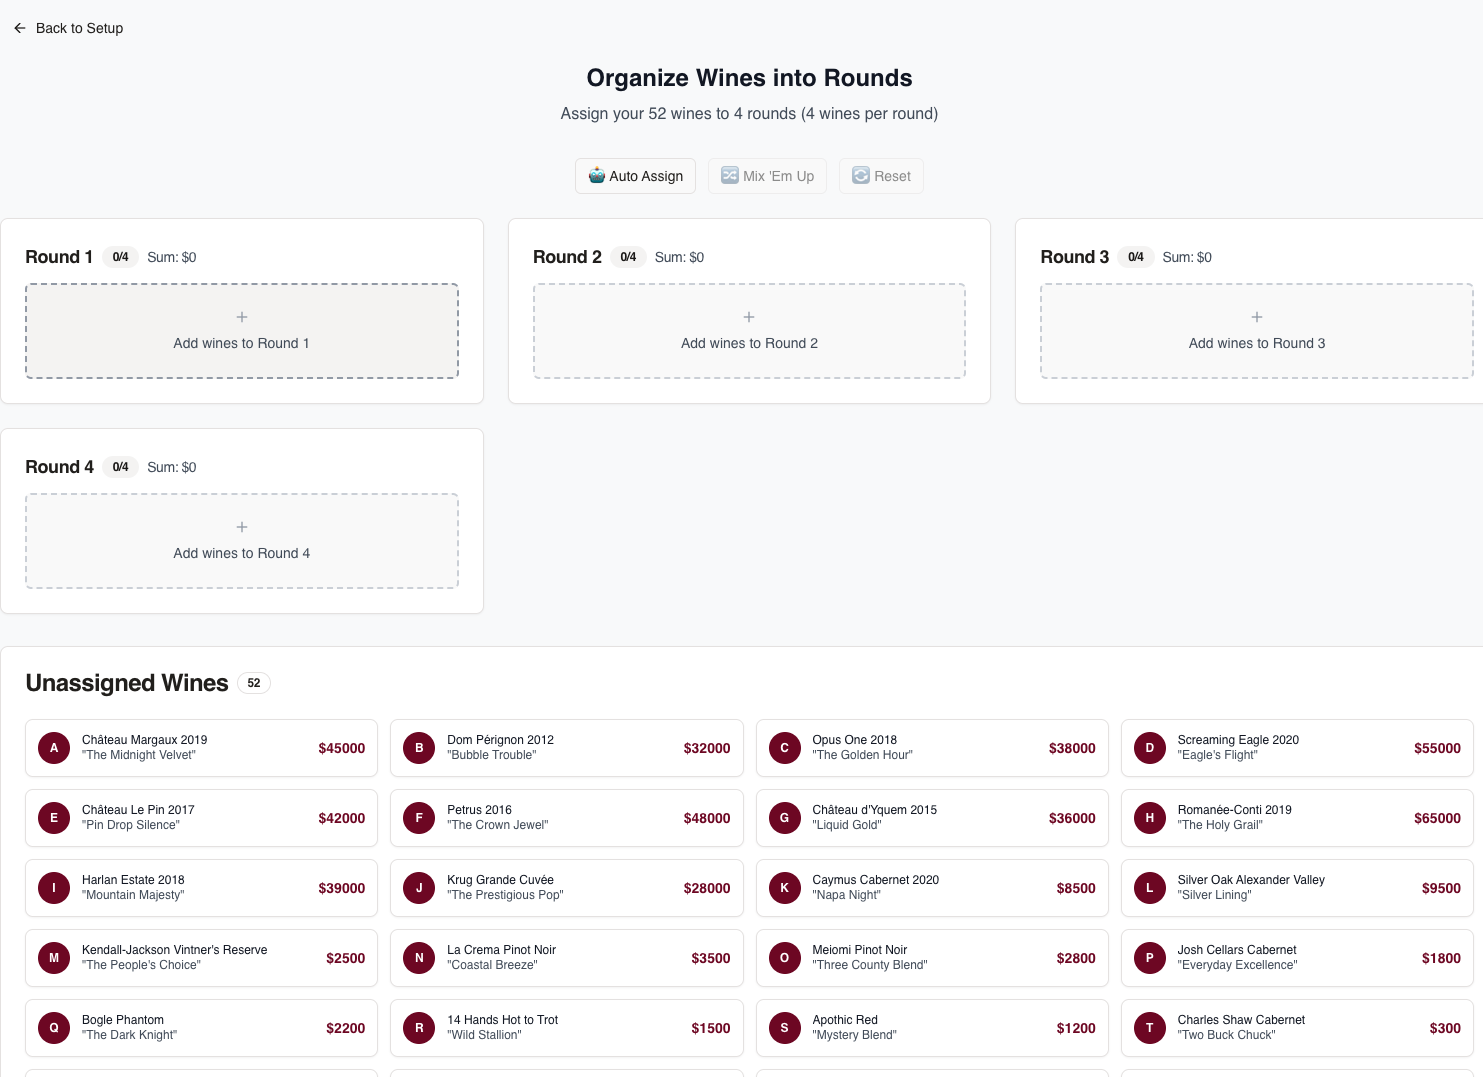 Back to Setup
Organize Wines into Rounds
Assign your 52 wines to 4 rounds (4 wines per round)
Auto Assign
Mix 'Em Up
Reset
Round 1 0/4 Sum: $0
Add wines to Round 1
Round 2 0/4 Sum: $0
Add wines to Round 2
Round 3 0/4 Sum: $0
Add wines to Round 3
Round 4 0/4 Sum: $0
Add wines to Round 4
Unassigned Wines 52
A Château Margaux 2019 $45000
"The Midnight Velvet"
B Dom Pérignon 2012 $32000
"Bubble Trouble"
C Opus One 2018 $38000
"The Golden Hour"
D Screaming Eagle 2020 $55000
"Eagle's Flight"
E Château Le Pin 2017 $42000
"Pin Drop Silence"
F Petrus 2016 $48000
"The Crown Jewel"
G Château d'Yquem 2015 $36000
"Liquid Gold"
H Romanée-Conti 2019 $65000
"The Holy Grail"
I Harlan Estate 2018 $39000
"Mountain Majesty"
J Krug Grande Cuvée $28000
"The Prestigious Pop"
K Caymus Cabernet 2020 $8500
"Napa Night"
L Silver Oak Alexander Valley $9500
"Silver Lining"
M Kendall-Jackson Vintner's Reserve $2500
"The People's Choice"
N La Crema Pinot Noir $3500
"Coastal Breeze"
O Meiomi Pinot Noir $2800
"Three County Blend"
P Josh Cellars Cabernet $1800
"Everyday Excellence"
Q Bogle Phantom $2200
"The Dark Knight"
R 14 Hands Hot to Trot $1500
"Wild Stallion"
S Apothic Red $1200
"Mystery Blend"
T Charles Shaw Cabernet $300
"Two Buck Chuck"